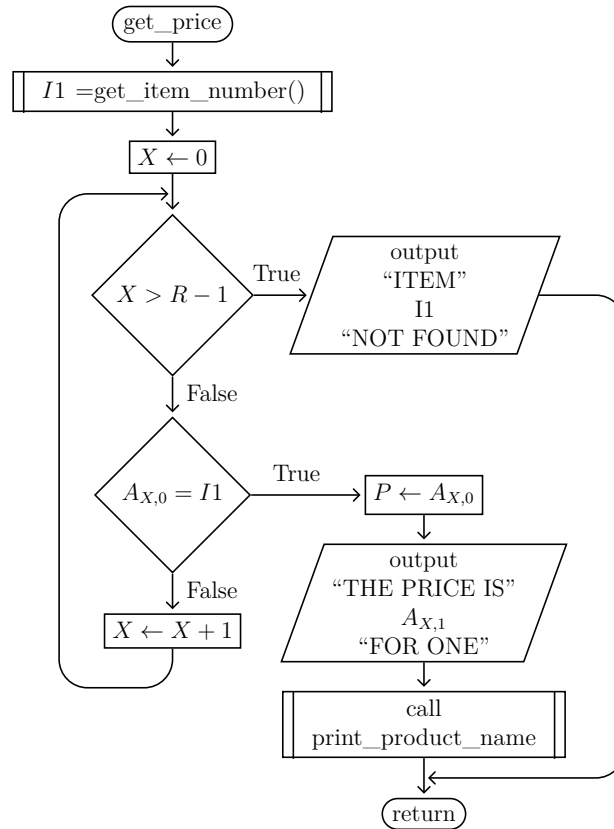 get_price
I1 =get_item_number()
X ← 0
X > R − 1
True
output
“ITEM”
I1
“NOT FOUND”
False
A_{X,0} = I1
True
P ← A_{X,0}
False
X ← X + 1
output
“THE PRICE IS”
A_{X,1}
“FOR ONE”
call
print_product_name
return